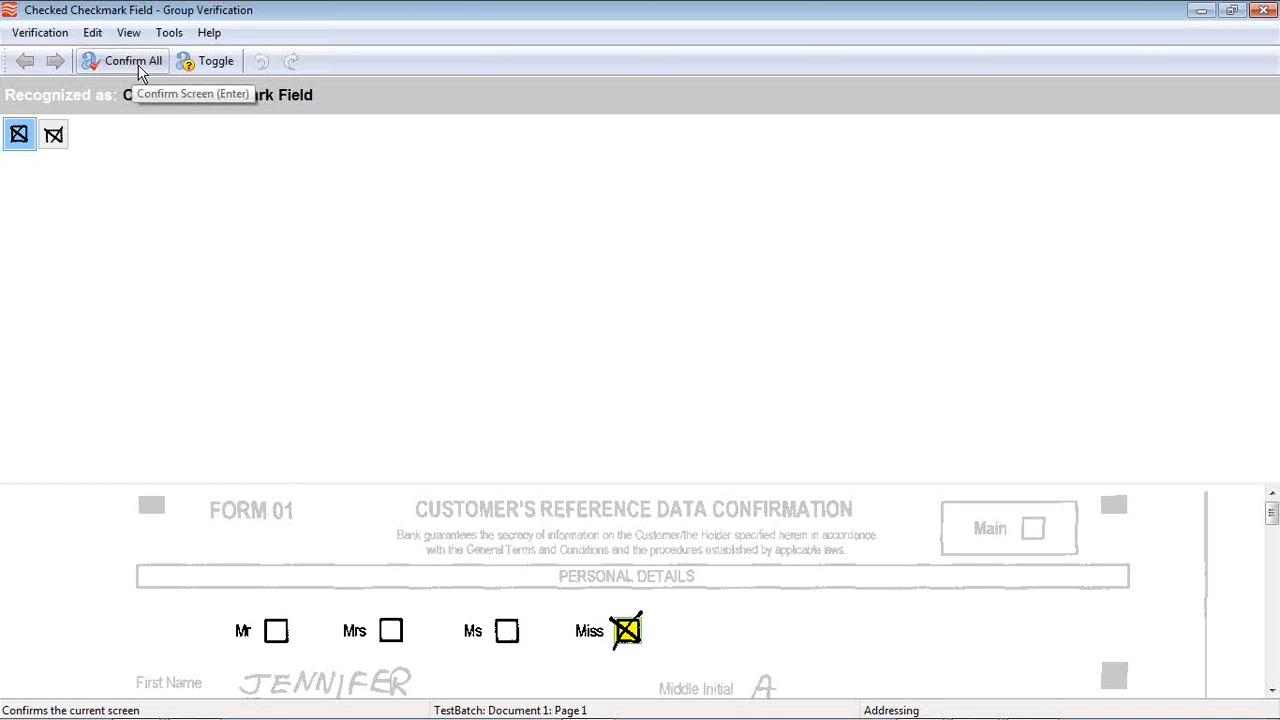 Checked Checkmark Field - Group Verification
Verification Edit View Tools Help
Confirm All Toggle
Recognized as: C rk Field
Confirm Screen (Enter)
FORM 01 CUSTOMER'S REFERENCE DATA CONFIRMATION
Main
Bank guarantees the secrecy of information on the Customer/the Holder specified herein in accordance
with the General Terms and Conditions and the procedures established by applicable laws.
PERSONAL DETAILS
Mr Mrs Ms Miss
First Name JENNIFER Middle Initial A
Confirms the current screen TestBatch: Document 1: Page 1 Addressing